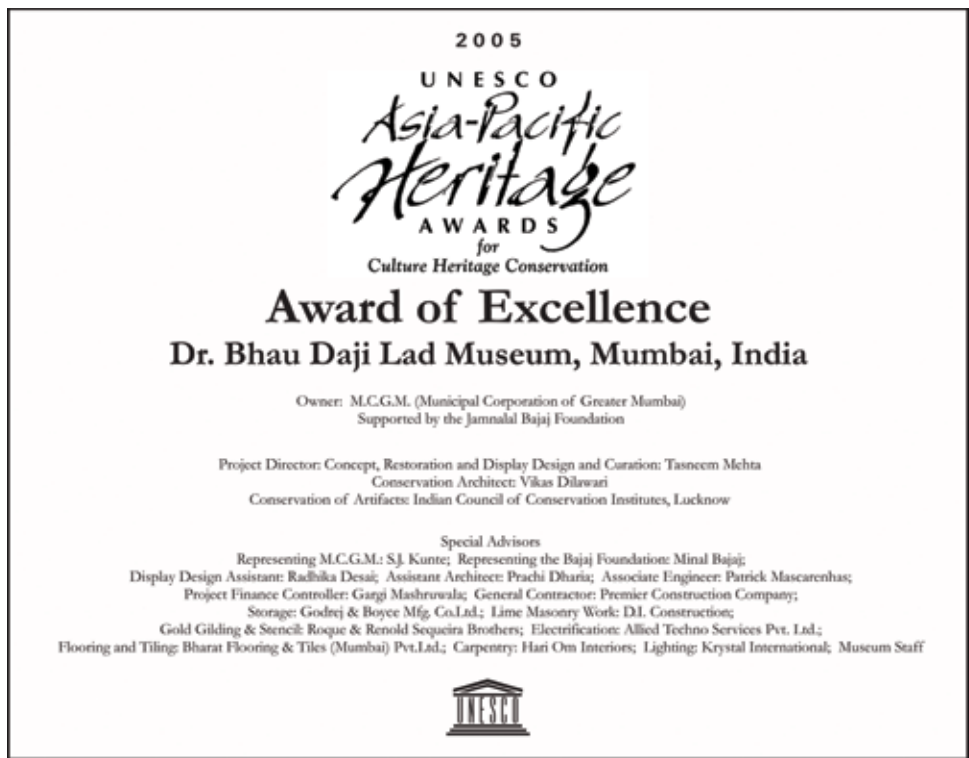 2005
UNESCO
Asia-Pacific
Heritage
AWARDS
for
Culture Heritage Conservation
Award of Excellence
Dr. Bhau Daji Lad Museum, Mumbai, India
Owner: M.C.G.M. (Municipal Corporation of Greater Mumbai)
Supported by the Jamnalal Bajaj Foundation
Project Director: Concept, Restoration and Display Design and Curation: Tasneem Mehta
Conservation Architect: Vikas Dilawari
Conservation of Artifacts: Indian Council of Conservation Institutes, Lucknow
Special Advisors
Representing M.C.G.M.: S.J. Kunte; Representing the Bajaj Foundation: Minal Bajaj;
Display Design Assistant: Radhika Desai; Assistant Architect: Prachi Dharia; Associate Engineer: Patrick Mascarenhas;
Project Finance Controller: Gargi Mashruwala; General Contractor: Premier Construction Company;
Storage: Godrej & Boyce Mfg. Co.Ltd.; Lime Masonry Work: D.I. Construction;
Gold Gilding & Stencil: Roque & Renold Sequeira Brothers; Electrification: Allied Techno Services Pvt. Ltd.;
Flooring and Tiling: Bharat Flooring & Tiles (Mumbai) Pvt.Ltd.; Carpentry: Hari Om Interiors; Lighting: Krystal International; Museum Staff
UNESCO